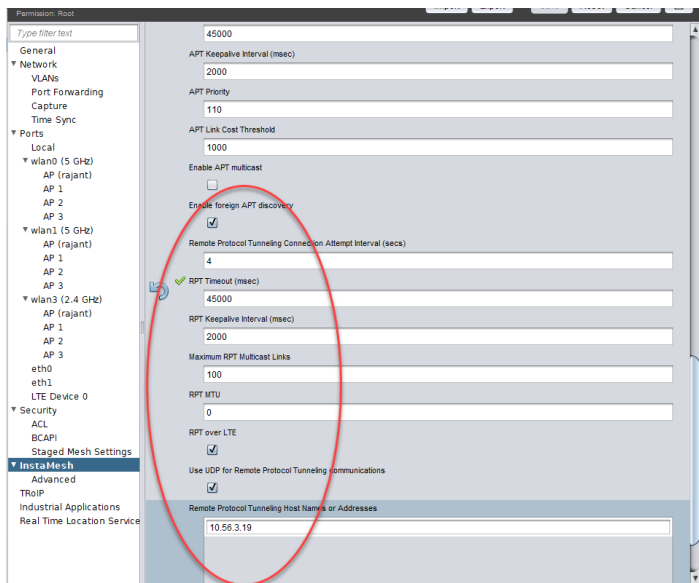 Permission: Root
Type filter text
General
Network
VLANs
Port Forwarding
Capture
Time Sync
Ports
Local
wlan0 (5 GHz)
AP (rajant)
AP 1
AP 2
AP 3
wlan1 (5 GHz)
AP (rajant)
AP 1
AP 2
AP 3
wlan3 (2.4 GHz)
AP (rajant)
AP 1
AP 2
AP 3
eth0
eth1
LTE Device 0
Security
ACL
BCAPI
Staged Mesh Settings
InstaMesh
Advanced
TRoIP
Industrial Applications
Real Time Location Service
45000
APT Keepalive Interval (msec)
2000
APT Priority
110
APT Link Cost Threshold
1000
Enable APT multicast
Enable foreign APT discovery
Remote Protocol Tunneling Connection Attempt Interval (secs)
4
RPT Timeout (msec)
45000
RPT Keepalive Interval (msec)
2000
Maximum RPT Multicast Links
100
RPT MTU
0
RPT over LTE
Use UDP for Remote Protocol Tunneling communications
Remote Protocol Tunneling Host Names or Addresses
10.56.3.19